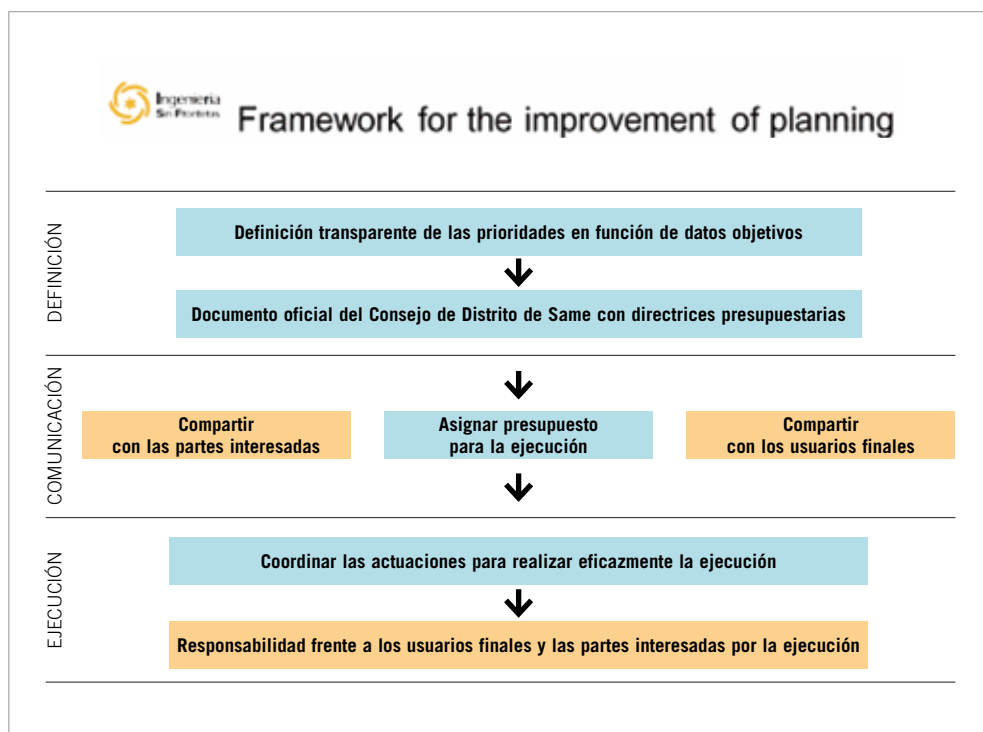 Ingeniería
Sin Fronteras
Framework for the improvement of planning
DEFINICIÓN
Definición transparente de las prioridades en función de datos objetivos
Documento oficial del Consejo de Distrito de Same con directrices presupuestarias
COMUNICACIÓN
Compartir
con las partes interesadas
Asignar presupuesto
para la ejecución
Compartir
con los usuarios finales
EJECUCIÓN
Coordinar las actuaciones para realizar eficazmente la ejecución
Responsabilidad frente a los usuarios finales y las partes interesadas por la ejecución